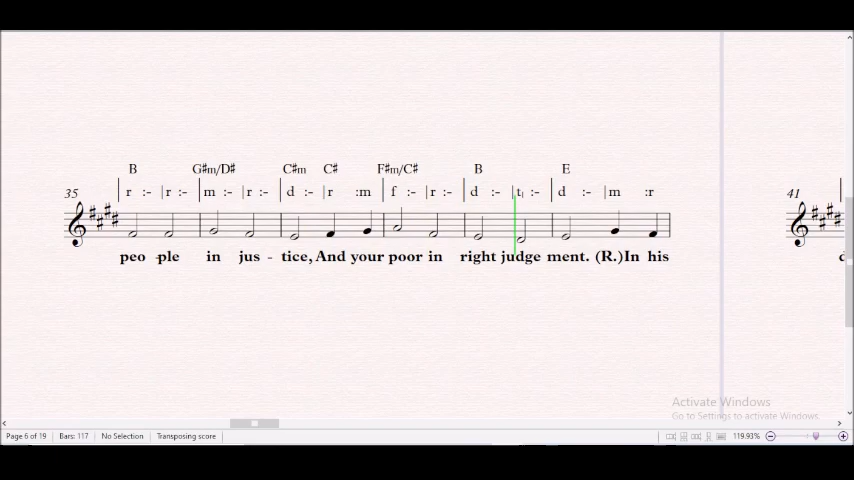 B G#m/D# C#m C# F#m/C# B E
35 |r :- |r :- |m :- |r :- |d :- |r :m |f :- |r :- |d :- |t, :- |d :- |m :r 41
peo - ple in jus - tice, And your poor in right judge ment. (R.)In his d
Activate Windows
Go to Settings to activate Windows.
Page 6 of 19 Bars: 117 No Selection Transposing score 119.93%